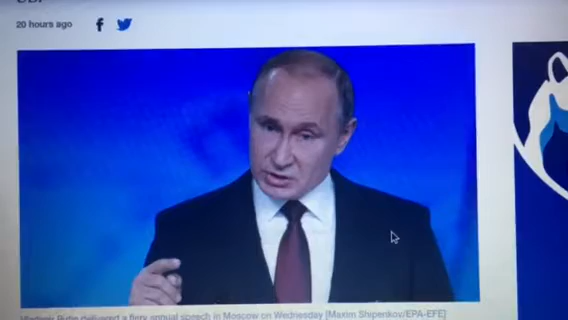 20 hours ago
Vladimir Putin delivered a fiery annual speech in Moscow on Wednesday [Maxim Shipenkov/EPA-EFE]